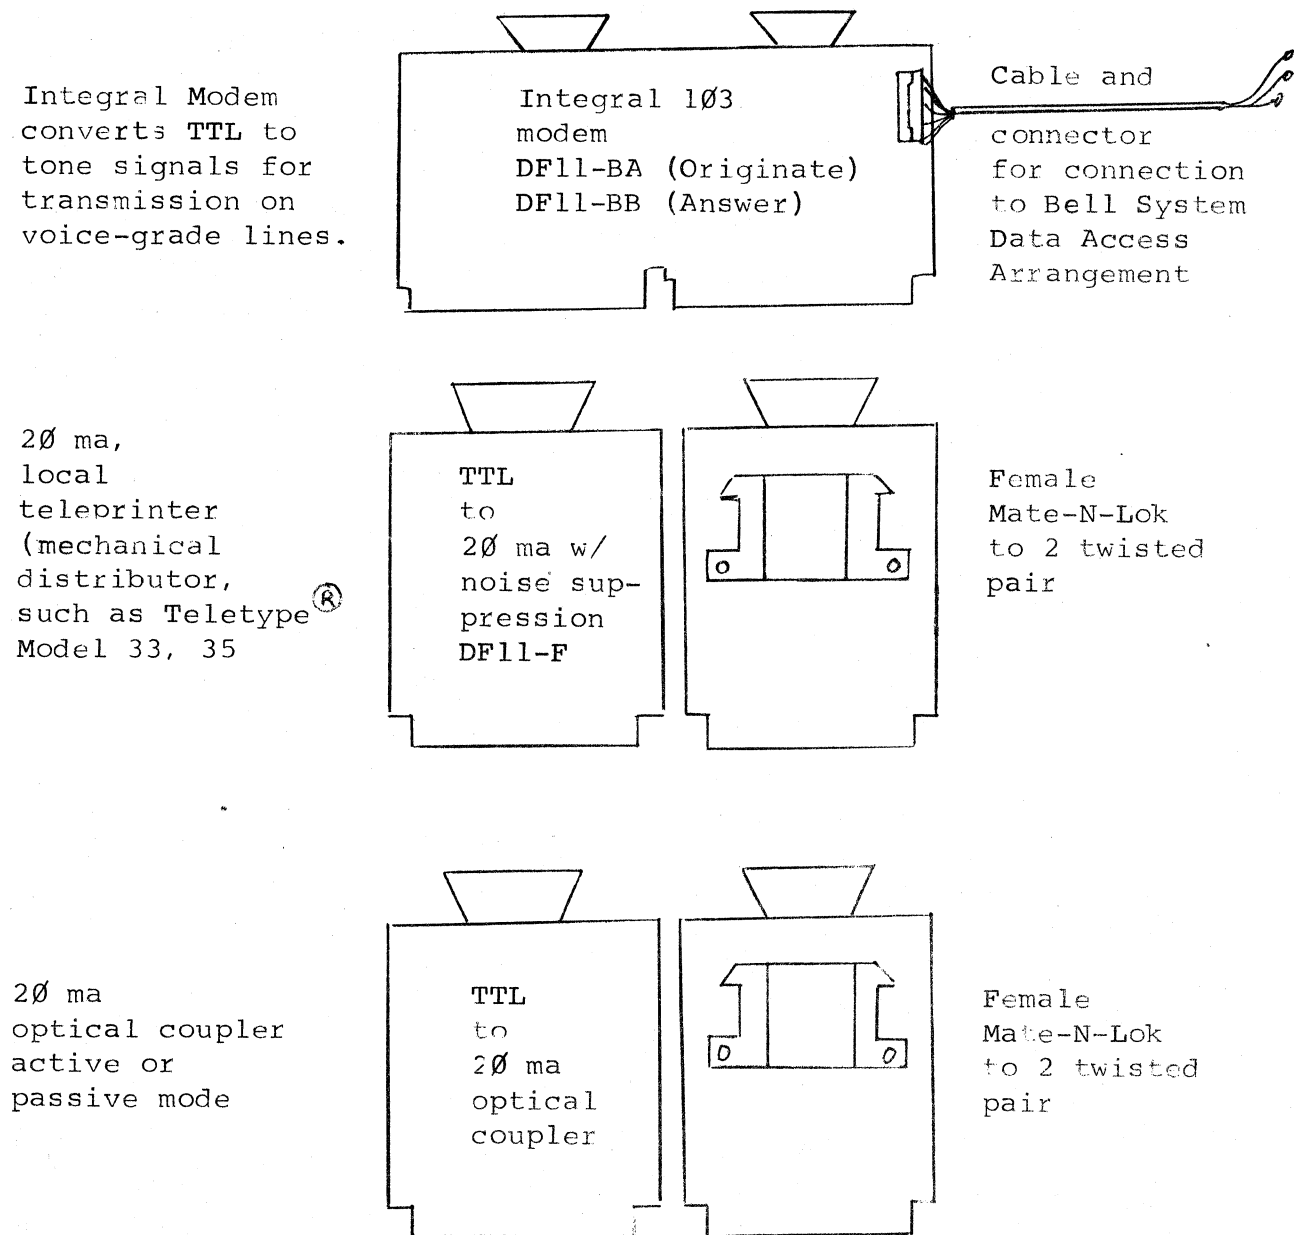 Integral Modem
converts TTL to
tone signals for
transmission on
voice-grade lines.
Integral 1Ø3
modem
DF11-BA (Originate)
DF11-BB (Answer)
Cable and
connector
for connection
to Bell System
Data Access
Arrangement
2Ø ma,
local
teleprinter
(mechanical
distributor,
such as Teletype®
Model 33, 35
TTL
to
2Ø ma w/
noise sup-
pression
DF11-F
Female
Mate-N-Lok
to 2 twisted
pair
2Ø ma
optical coupler
active or
passive mode
TTL
to
2Ø ma
optical
coupler
Female
Mate-N-Lok
to 2 twisted
pair